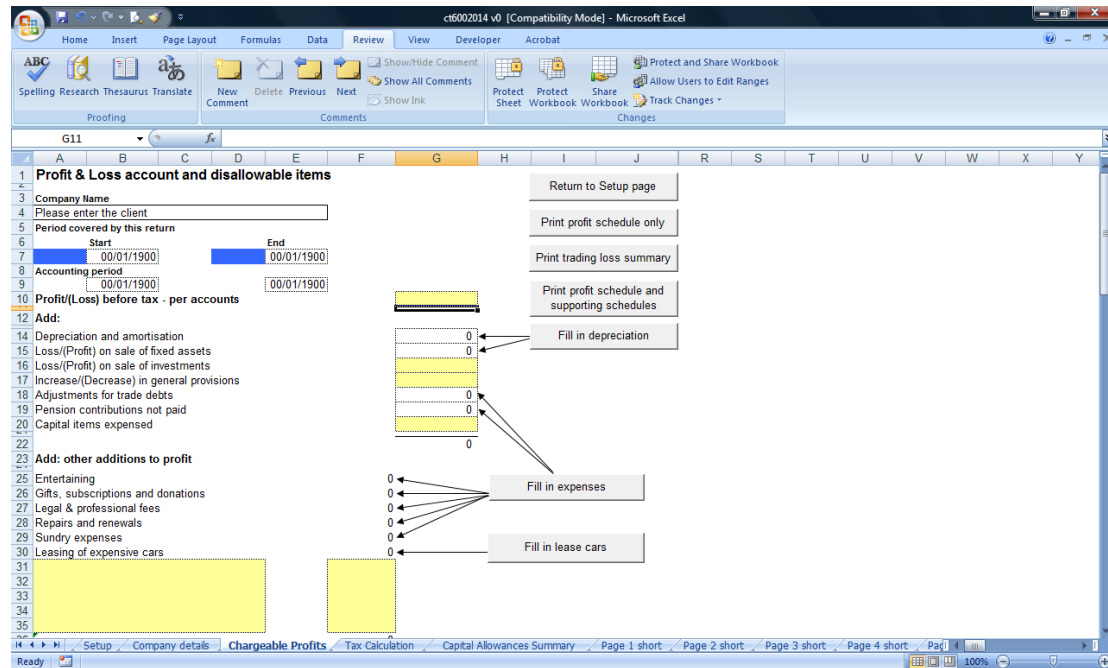 ct6002014 v0 [Compatibility Mode] - Microsoft Excel
Home Insert Page Layout Formulas Data Review View Developer Acrobat
ABC Show/Hide Comment Protect and Share Workbook
Show All Comments Allow Users to Edit Ranges
Spelling Research Thesaurus Translate New Comment Delete Previous Next Show Ink Protect Sheet Protect Workbook Share Workbook Track Changes
Proofing Comments Changes
G11 fx
A B C D E F G H I J R S T U V W X Y
1 Profit & Loss account and disallowable items
Return to Setup page
3 Company Name
4 Please enter the client
Print profit schedule only
5 Period covered by this return
6 Start End
7 00/01/1900 00/01/1900
Print trading loss summary
8 Accounting period
9 00/01/1900 00/01/1900
Print profit schedule and
supporting schedules
10 Profit/(Loss) before tax - per accounts
12 Add:
14 Depreciation and amortisation 0 Fill in depreciation
15 Loss/(Profit) on sale of fixed assets 0
16 Loss/(Profit) on sale of investments
17 Increase/(Decrease) in general provisions
18 Adjustments for trade debts 0
19 Pension contributions not paid 0
20 Capital items expensed
22 0
23 Add: other additions to profit
25 Entertaining 0 Fill in expenses
26 Gifts, subscriptions and donations 0
27 Legal & professional fees 0
28 Repairs and renewals 0
29 Sundry expenses 0
30 Leasing of expensive cars 0 Fill in lease cars
31
32
33
34
35
Setup Company details Chargeable Profits Tax Calculation Capital Allowances Summary Page 1 short Page 2 short Page 3 short Page 4 short
Ready 100%